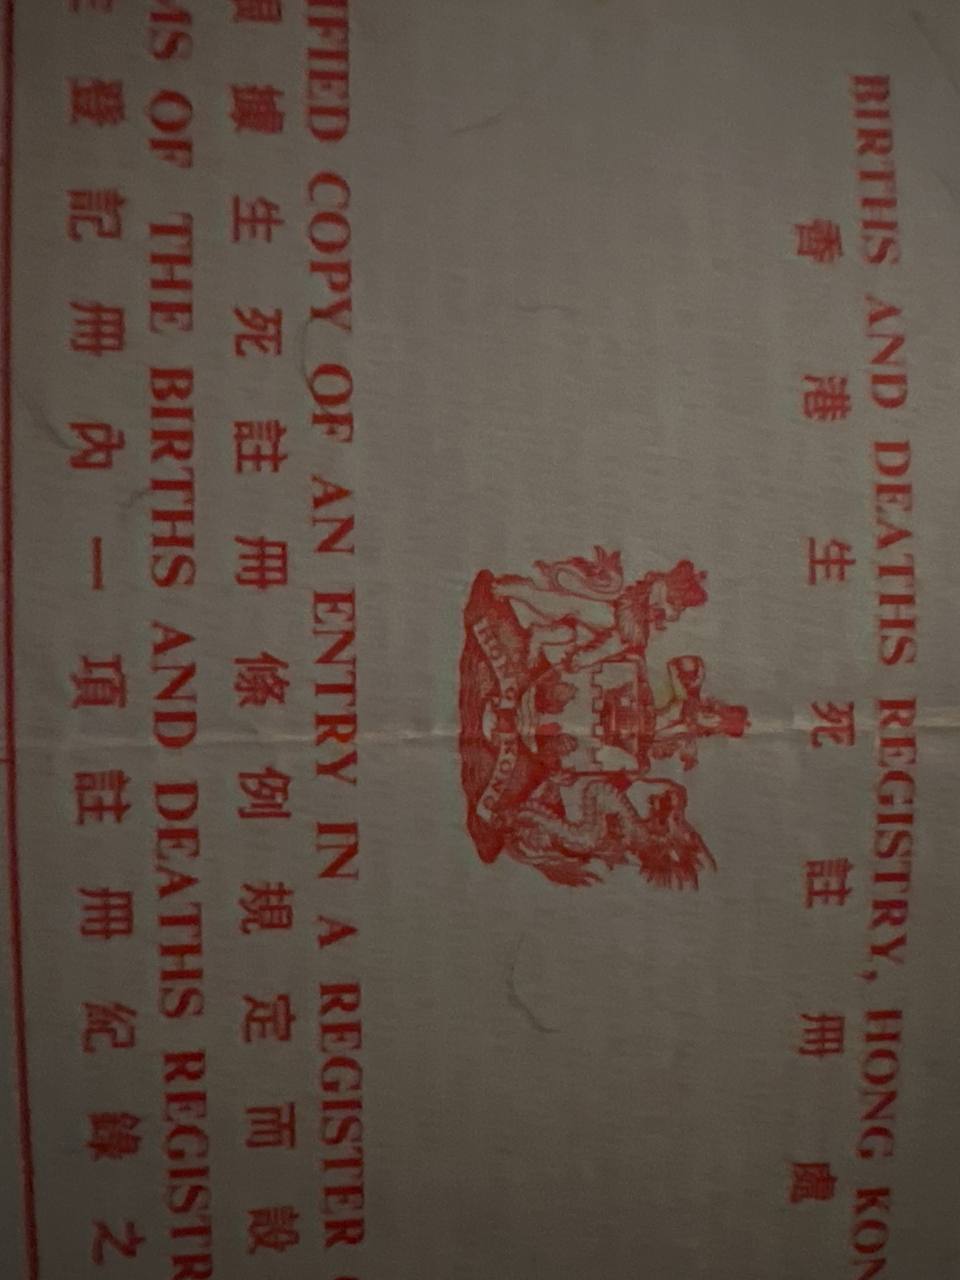 BIRTHS AND DEATHS REGISTRY, HONG KON
香港生死註冊處
HONG KONG
IFIED COPY OF AN ENTRY IN A REGISTER
據生死註冊條例規定而設
MS OF THE BIRTHS AND DEATHS REGISTR
登記冊內一項註冊紀錄之